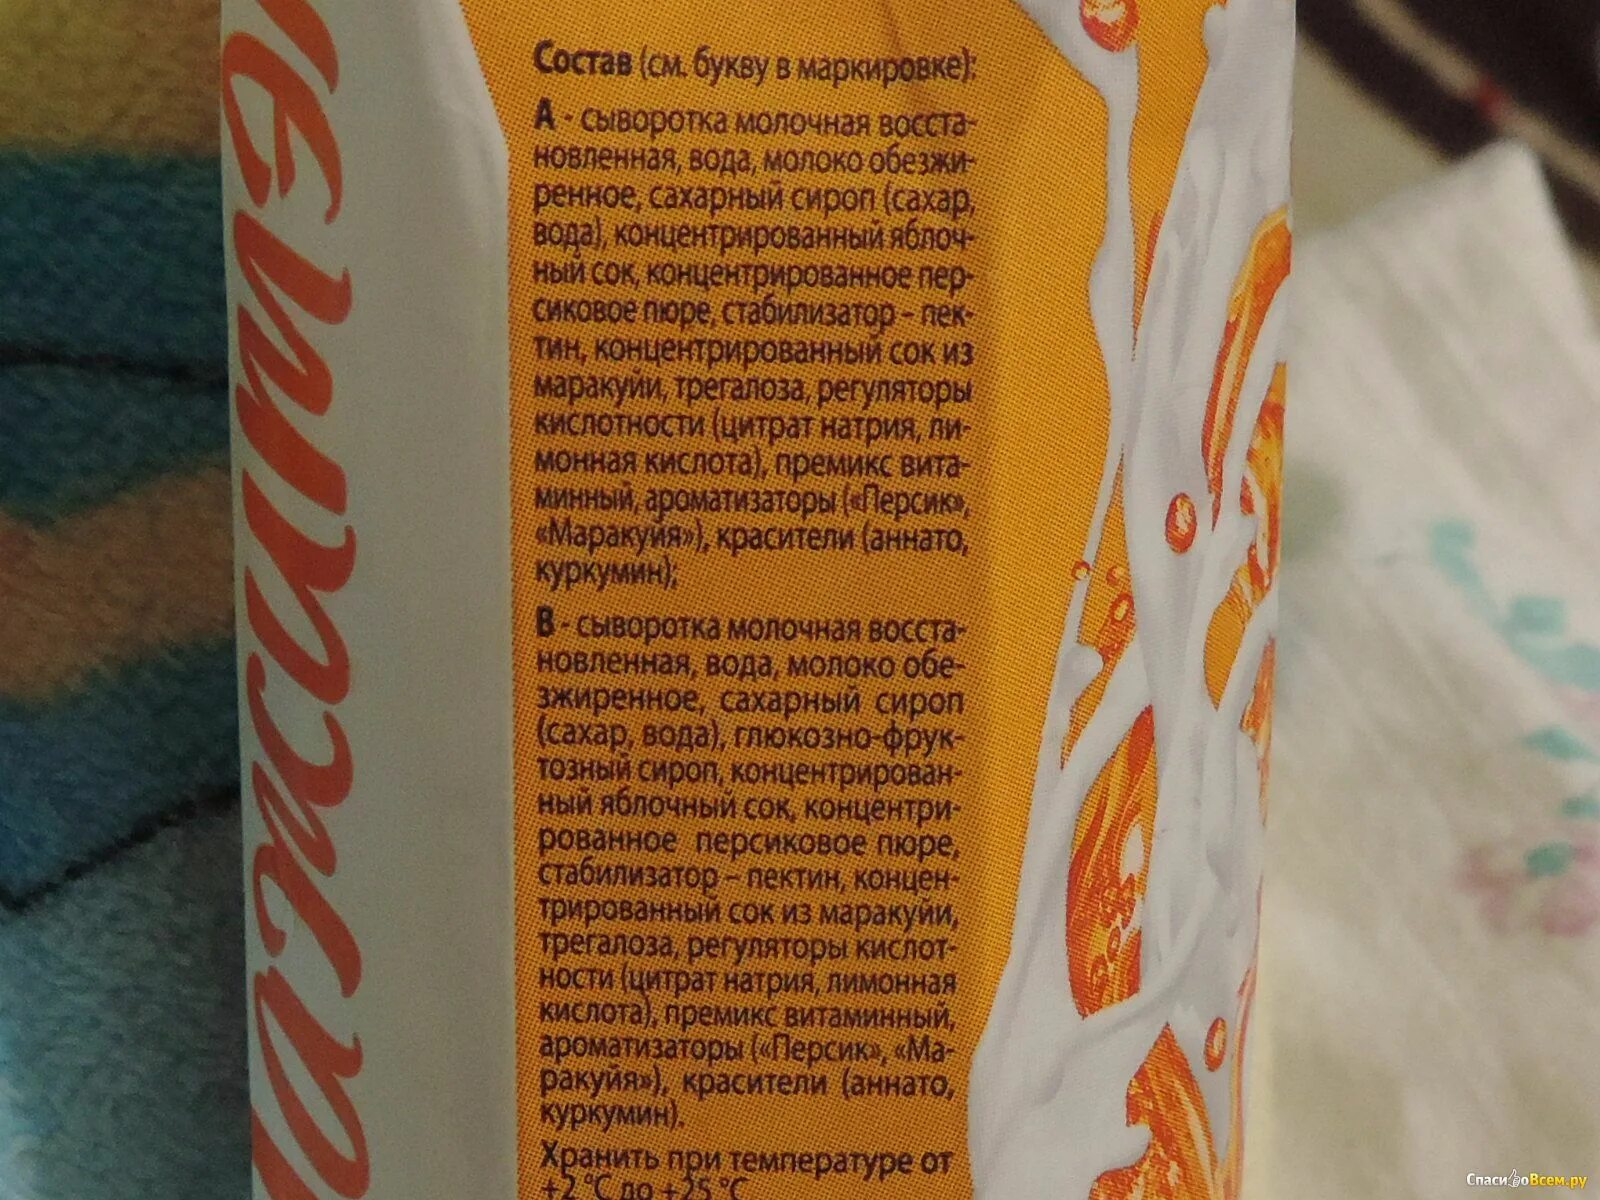 Мажитэль
Состав (см. букву в маркировке):
А - сыворотка молочная восста-
новленная, вода, молоко обезжи-
ренное, сахарный сироп (сахар,
вода), концентрированный яблоч-
ный сок, концентрированное пер-
сиковое пюре, стабилизатор – пек-
тин, концентрированный сок из
маракуйи, трегалоза, регуляторы
кислотности (цитрат натрия, ли-
монная кислота), премикс вита-
минный, ароматизаторы («Персик»,
«Маракуйя»), красители (аннато,
куркумин);
В - сыворотка молочная восста-
новленная, вода, молоко обе-
зжиренное, сахарный сироп
(сахар, вода), глюкозно-фрук-
тозный сироп, концентрирован-
ный яблочный сок, концентри-
рованное персиковое пюре,
стабилизатор – пектин, концен-
трированный сок из маракуйи,
трегалоза, регуляторы кислот-
ности (цитрат натрия, лимонная
кислота), премикс витаминный,
ароматизаторы («Персик», «Ма-
ракуйя»), красители (аннато,
куркумин).
Хранить при температуре от
+2 °С до +25 °С
СпасибоВсем.ру